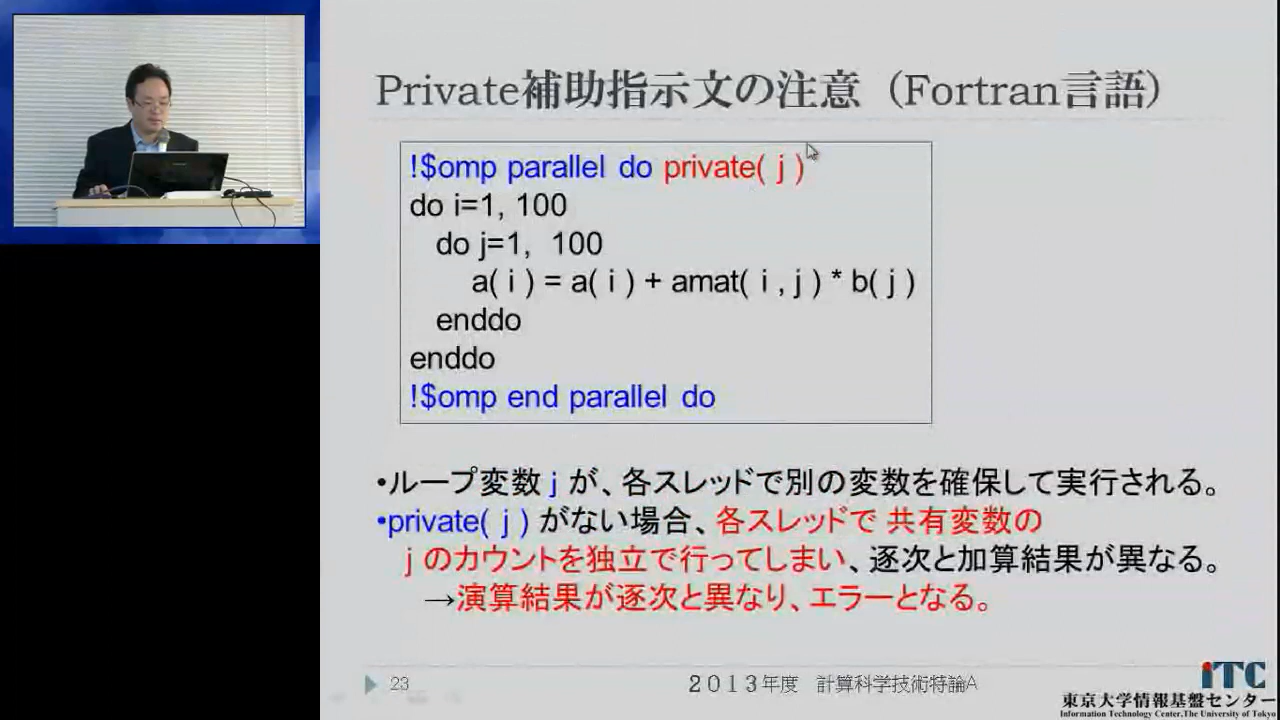 Private補助指示文の注意（Fortran言語）
!$omp parallel do private( j )
do i=1, 100
do j=1, 100
a( i ) = a( i ) + amat( i , j ) * b( j )
enddo
enddo
!$omp end parallel do
•ループ変数 j が、各スレッドで別の変数を確保して実行される。
•private( j ) がない場合、各スレッドで 共有変数の
j のカウントを独立で行ってしまい、逐次と加算結果が異なる。
→演算結果が逐次と異なり、エラーとなる。
23
２０１３年度　計算科学技術特論A
iTC
東京大学情報基盤センター
Information Technology Center,The University of Tokyo